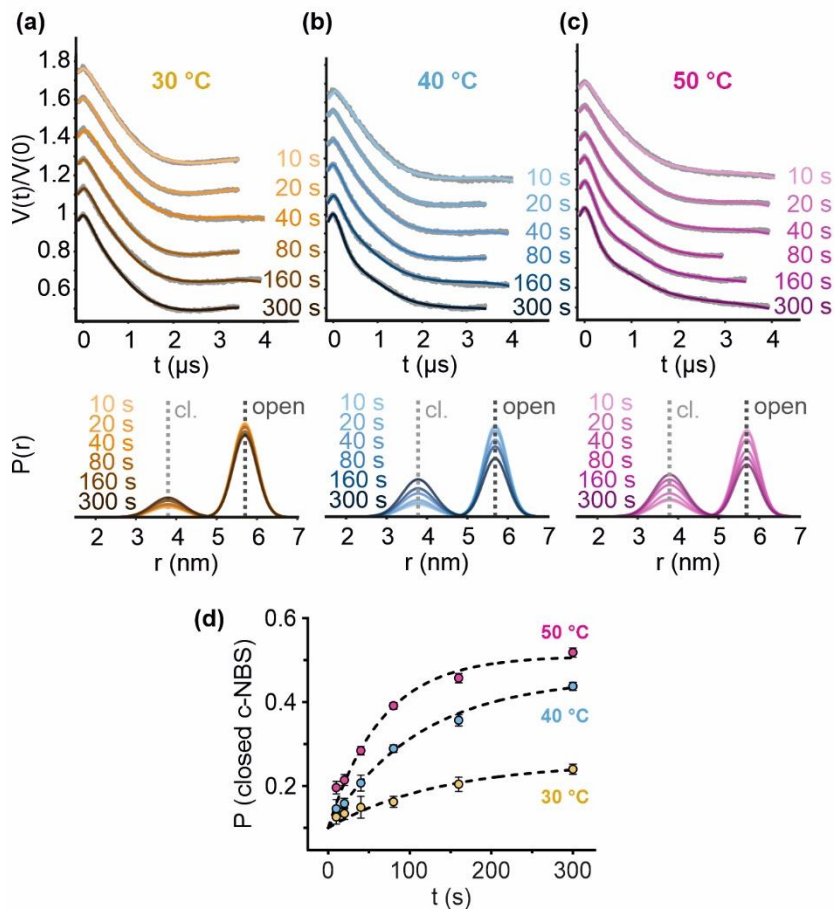 (a)
(b)
(c)
30 °C
40 °C
50 °C
V(t)/V(0)
1.8
1.6
1.4
1.2
1
0.8
0.6
10 s
20 s
40 s
80 s
160 s
300 s
10 s
20 s
40 s
80 s
160 s
300 s
10 s
20 s
40 s
80 s
160 s
300 s
0 1 2 3 4
t (µs)
0 1 2 3 4
t (µs)
0 1 2 3 4
t (µs)
P(r)
10 s
20 s
40 s
80 s
160 s
300 s
cl.
open
10 s
20 s
40 s
80 s
160 s
300 s
cl.
open
10 s
20 s
40 s
80 s
160 s
300 s
cl.
open
2 3 4 5 6 7
r (nm)
2 3 4 5 6 7
r (nm)
2 3 4 5 6 7
r (nm)
(d)
P (closed c-NBS)
0.6
0.4
0.2
50 °C
40 °C
30 °C
0 100 200 300
t (s)